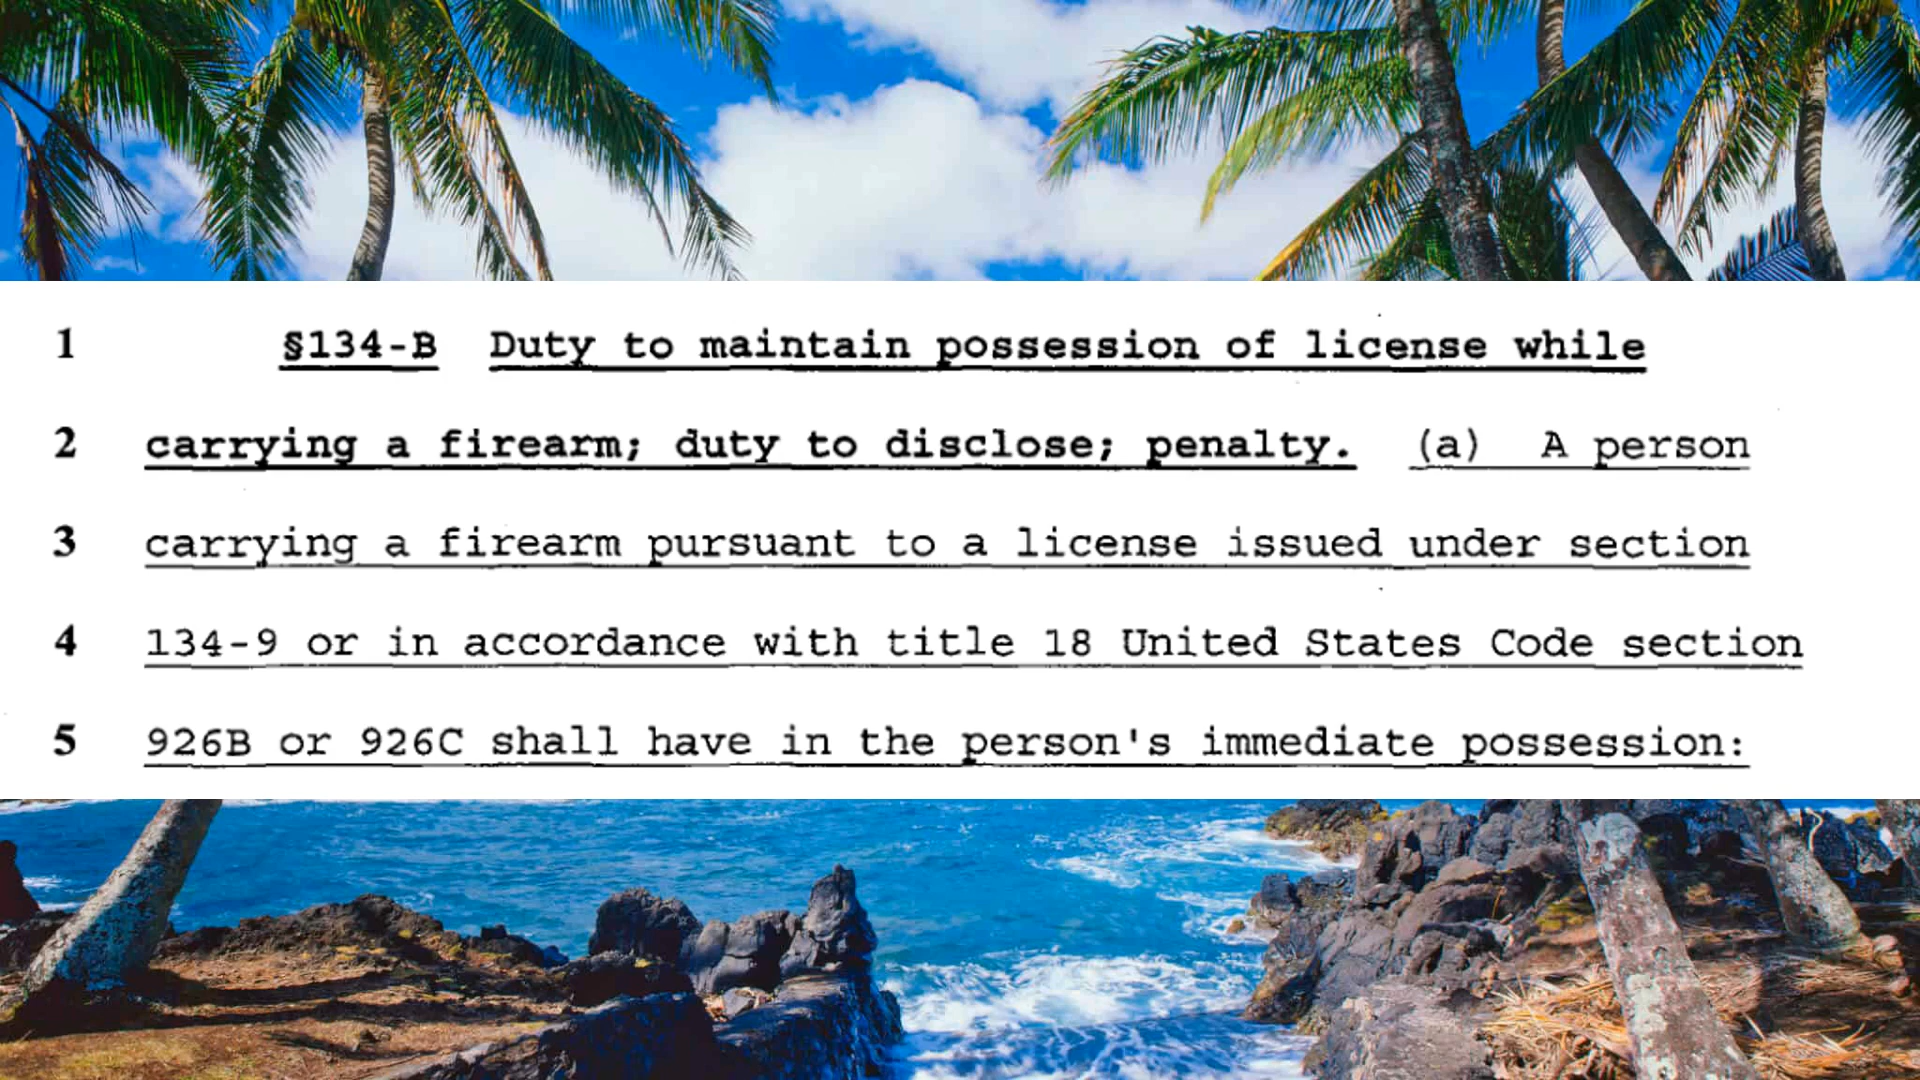 1 §134-B Duty to maintain possession of license while
2 carrying a firearm; duty to disclose; penalty. (a) A person
3 carrying a firearm pursuant to a license issued under section
4 134-9 or in accordance with title 18 United States Code section
5 926B or 926C shall have in the person's immediate possession: